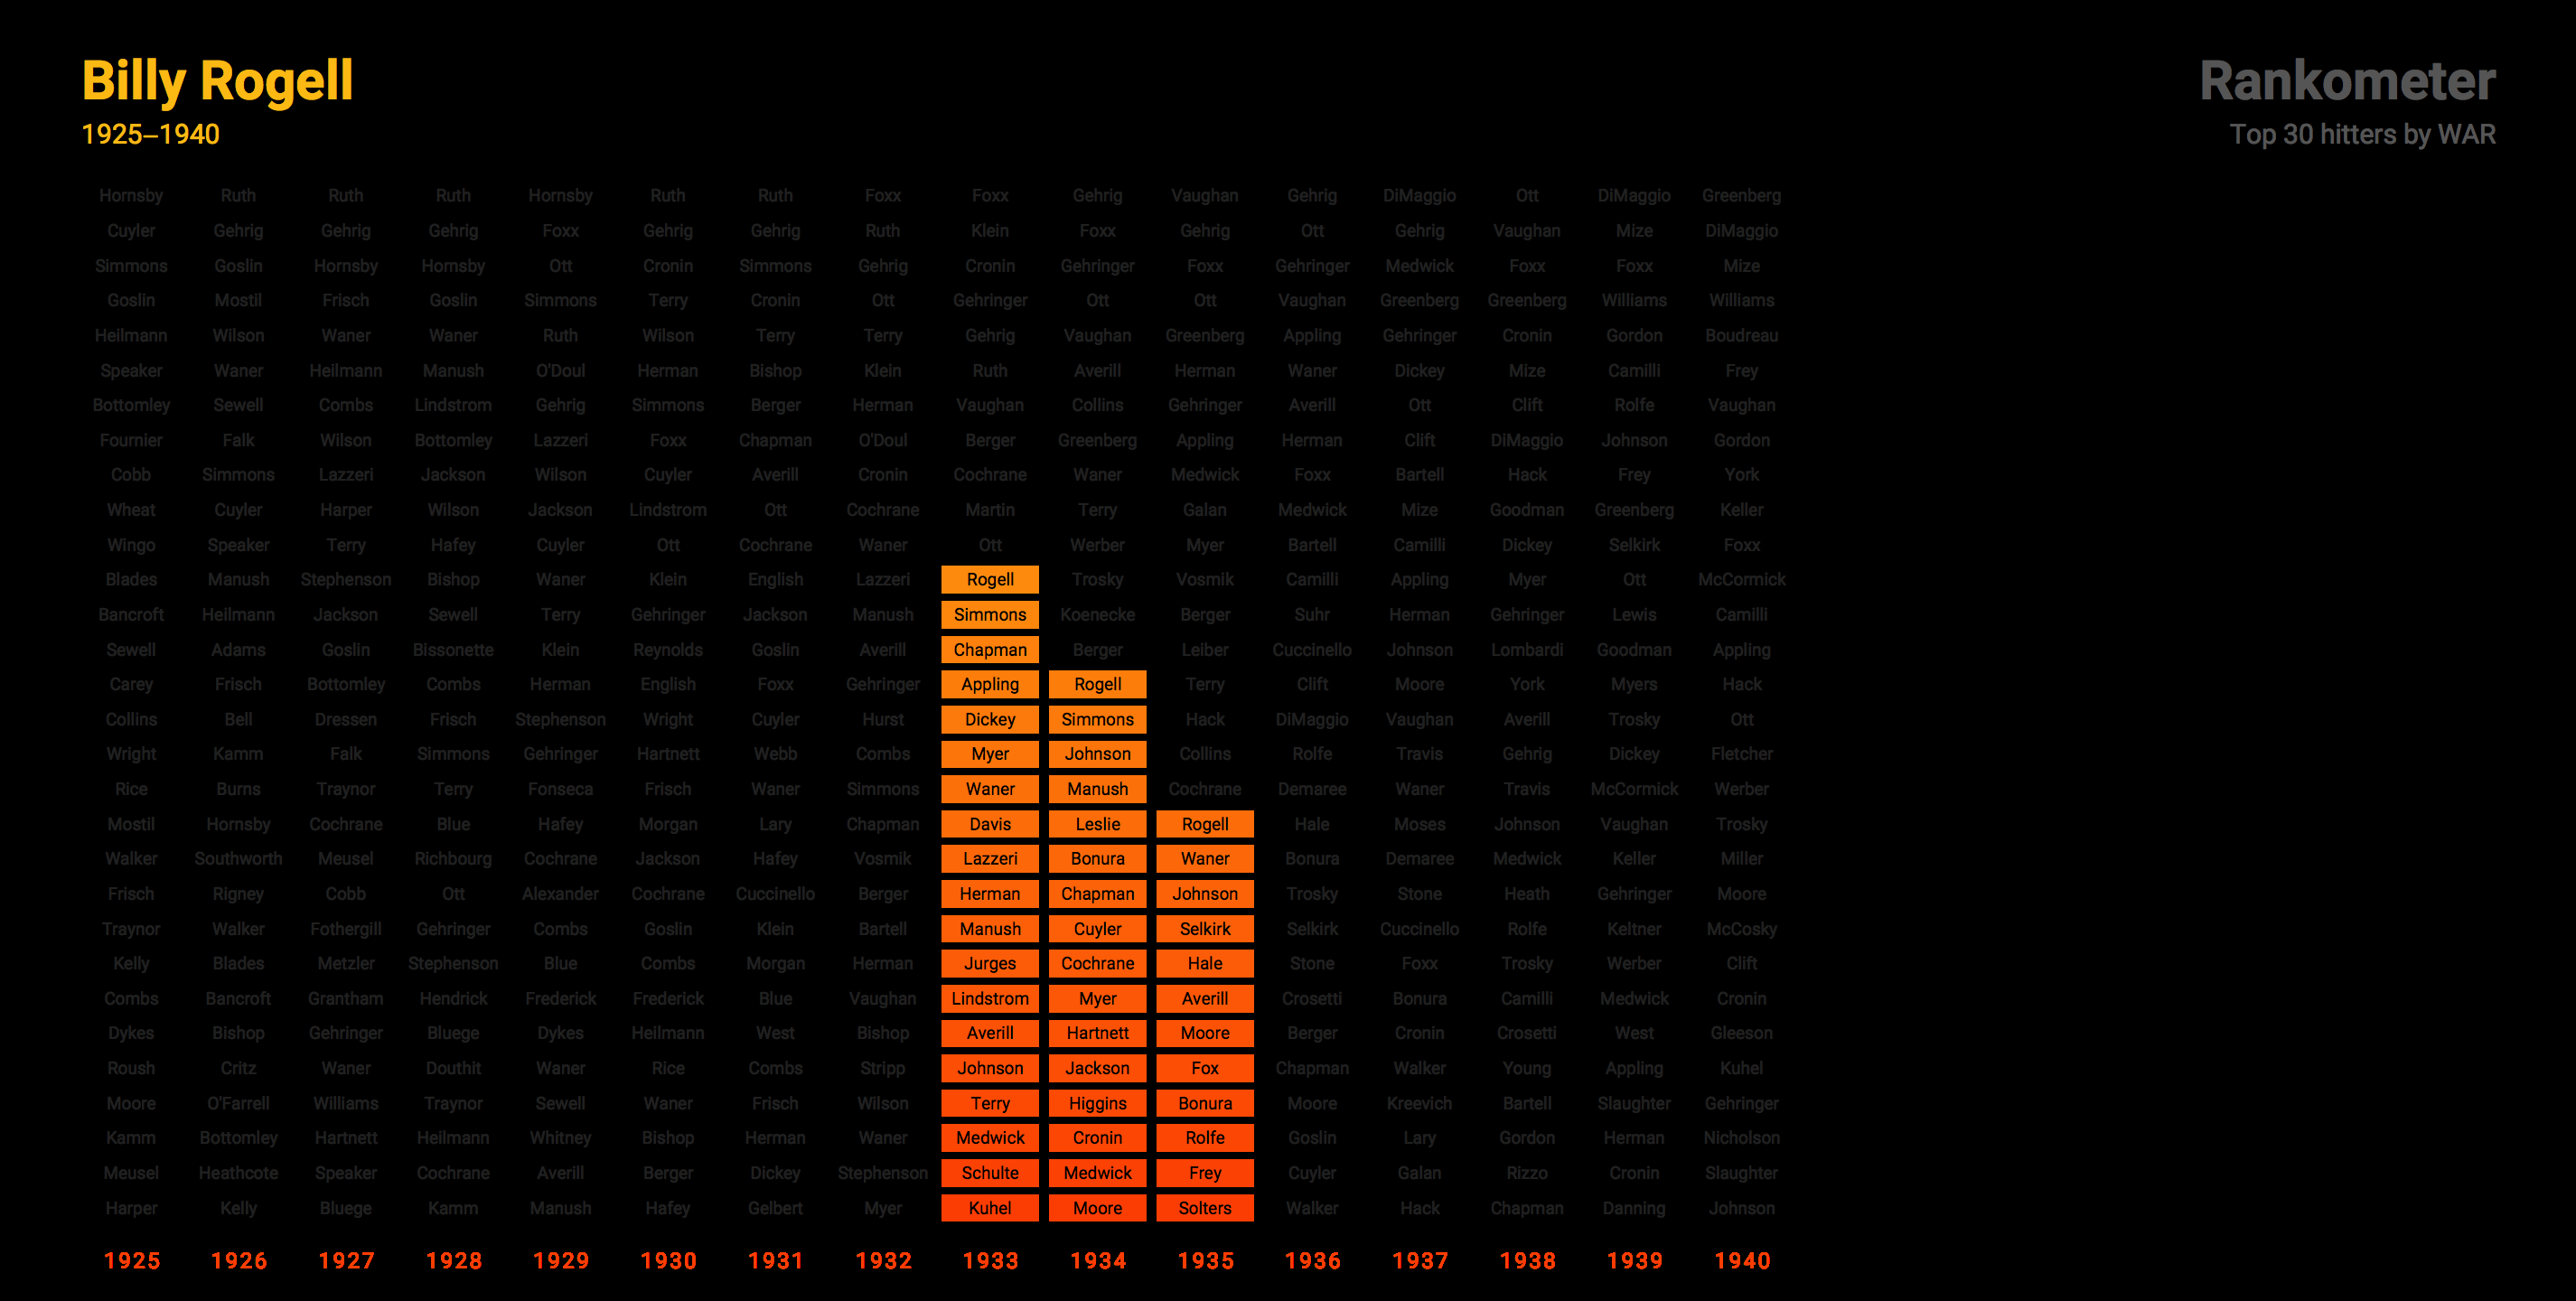 Billy Rogell
1925–1940
Rankometer
Top 30 hitters by WAR
Hornsby Ruth Ruth Ruth Hornsby Ruth Ruth Foxx Foxx Gehrig Vaughan Gehrig DiMaggio Ott DiMaggio Greenberg
Cuyler Gehrig Gehrig Gehrig Foxx Gehrig Gehrig Ruth Klein Foxx Gehrig Ott Gehrig Vaughan Mize DiMaggio
Simmons Goslin Hornsby Hornsby Ott Cronin Simmons Gehrig Cronin Gehringer Foxx Gehringer Medwick Foxx Foxx Mize
Goslin Mostil Frisch Goslin Simmons Terry Cronin Ott Gehringer Ott Ott Vaughan Greenberg Greenberg Williams Williams
Heilmann Wilson Waner Waner Ruth Wilson Terry Terry Gehrig Vaughan Greenberg Appling Gehringer Cronin Gordon Boudreau
Speaker Waner Heilmann Manush O'Doul Herman Bishop Klein Ruth Averill Herman Waner Dickey Mize Camilli Frey
Bottomley Sewell Combs Lindstrom Gehrig Simmons Berger Herman Vaughan Collins Gehringer Averill Ott Clift Rolfe Vaughan
Fournier Falk Wilson Bottomley Lazzeri Foxx Chapman O'Doul Berger Greenberg Appling Herman Clift DiMaggio Johnson Gordon
Cobb Simmons Lazzeri Jackson Wilson Cuyler Averill Cronin Cochrane Waner Medwick Foxx Bartell Hack Frey York
Wheat Cuyler Harper Wilson Jackson Lindstrom Ott Cochrane Martin Terry Galan Medwick Mize Goodman Greenberg Keller
Wingo Speaker Terry Hafey Cuyler Ott Cochrane Waner Ott Werber Myer Bartell Camilli Dickey Selkirk Foxx
Blades Manush Stephenson Bishop Waner Klein English Lazzeri Rogell Trosky Vosmik Camilli Appling Myer Ott McCormick
Bancroft Heilmann Jackson Sewell Terry Gehringer Jackson Manush Simmons Koenecke Berger Suhr Herman Gehringer Lewis Camilli
Sewell Adams Goslin Bissonette Klein Reynolds Goslin Averill Chapman Berger Leiber Cuccinello Johnson Lombardi Goodman Appling
Carey Frisch Bottomley Combs Herman English Foxx Gehringer Appling Rogell Terry Clift Moore York Myers Hack
Collins Bell Dressen Frisch Stephenson Wright Cuyler Hurst Dickey Simmons Hack DiMaggio Vaughan Averill Trosky Ott
Wright Kamm Falk Simmons Gehringer Hartnett Webb Combs Myer Johnson Collins Rolfe Travis Gehrig Dickey Fletcher
Rice Burns Traynor Terry Fonseca Frisch Waner Simmons Waner Manush Cochrane Demaree Waner Travis McCormick Werber
Mostil Hornsby Cochrane Blue Hafey Morgan Lary Chapman Davis Leslie Rogell Hale Moses Johnson Vaughan Trosky
Walker Southworth Meusel Richbourg Cochrane Jackson Hafey Vosmik Lazzeri Bonura Waner Bonura Demaree Medwick Keller Miller
Frisch Rigney Cobb Ott Alexander Cochrane Cuccinello Berger Herman Chapman Johnson Trosky Stone Heath Gehringer Moore
Traynor Walker Fothergill Gehringer Combs Goslin Klein Bartell Manush Cuyler Selkirk Selkirk Cuccinello Rolfe Keltner McCosky
Kelly Blades Metzler Stephenson Blue Combs Morgan Herman Jurges Cochrane Hale Stone Foxx Trosky Werber Clift
Combs Bancroft Grantham Hendrick Frederick Frederick Blue Vaughan Lindstrom Myer Averill Crosetti Bonura Camilli Medwick Cronin
Dykes Bishop Gehringer Bluege Dykes Heilmann West Bishop Averill Hartnett Moore Berger Cronin Crosetti West Gleeson
Roush Critz Waner Douthit Waner Rice Combs Stripp Johnson Jackson Fox Chapman Walker Young Appling Kuhel
Moore O'Farrell Williams Traynor Sewell Waner Frisch Wilson Terry Higgins Bonura Moore Kreevich Bartell Slaughter Gehringer
Kamm Bottomley Hartnett Heilmann Whitney Bishop Herman Waner Medwick Cronin Rolfe Goslin Lary Gordon Herman Nicholson
Meusel Heathcote Speaker Cochrane Averill Berger Dickey Stephenson Schulte Medwick Frey Cuyler Galan Rizzo Cronin Slaughter
Harper Kelly Bluege Kamm Manush Hafey Gelbert Myer Kuhel Moore Solters Walker Hack Chapman Danning Johnson
1925 1926 1927 1928 1929 1930 1931 1932 1933 1934 1935 1936 1937 1938 1939 1940